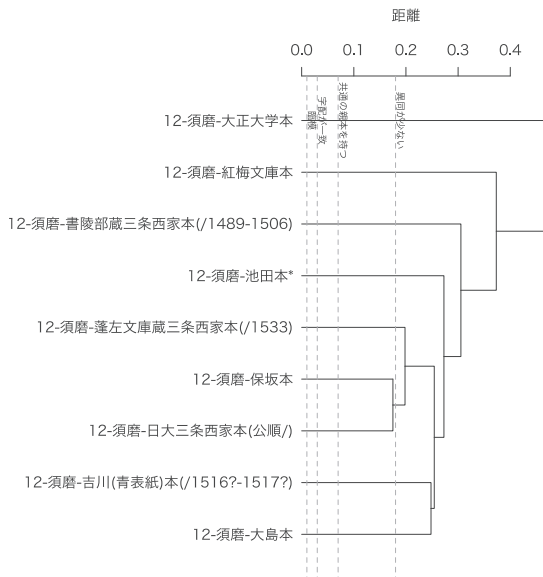 距離
0.0 0.1 0.2 0.3 0.4
臨模
字配が一致
共通の親本を持つ
異同が少ない
12-須磨-大正大学本
12-須磨-紅梅文庫本
12-須磨-書陵部蔵三条西家本(/1489-1506)
12-須磨-池田本*
12-須磨-蓬左文庫蔵三条西家本(/1533)
12-須磨-保坂本
12-須磨-日大三条西家本(公順/)
12-須磨-吉川(青表紙)本(/1516?-1517?)
12-須磨-大島本